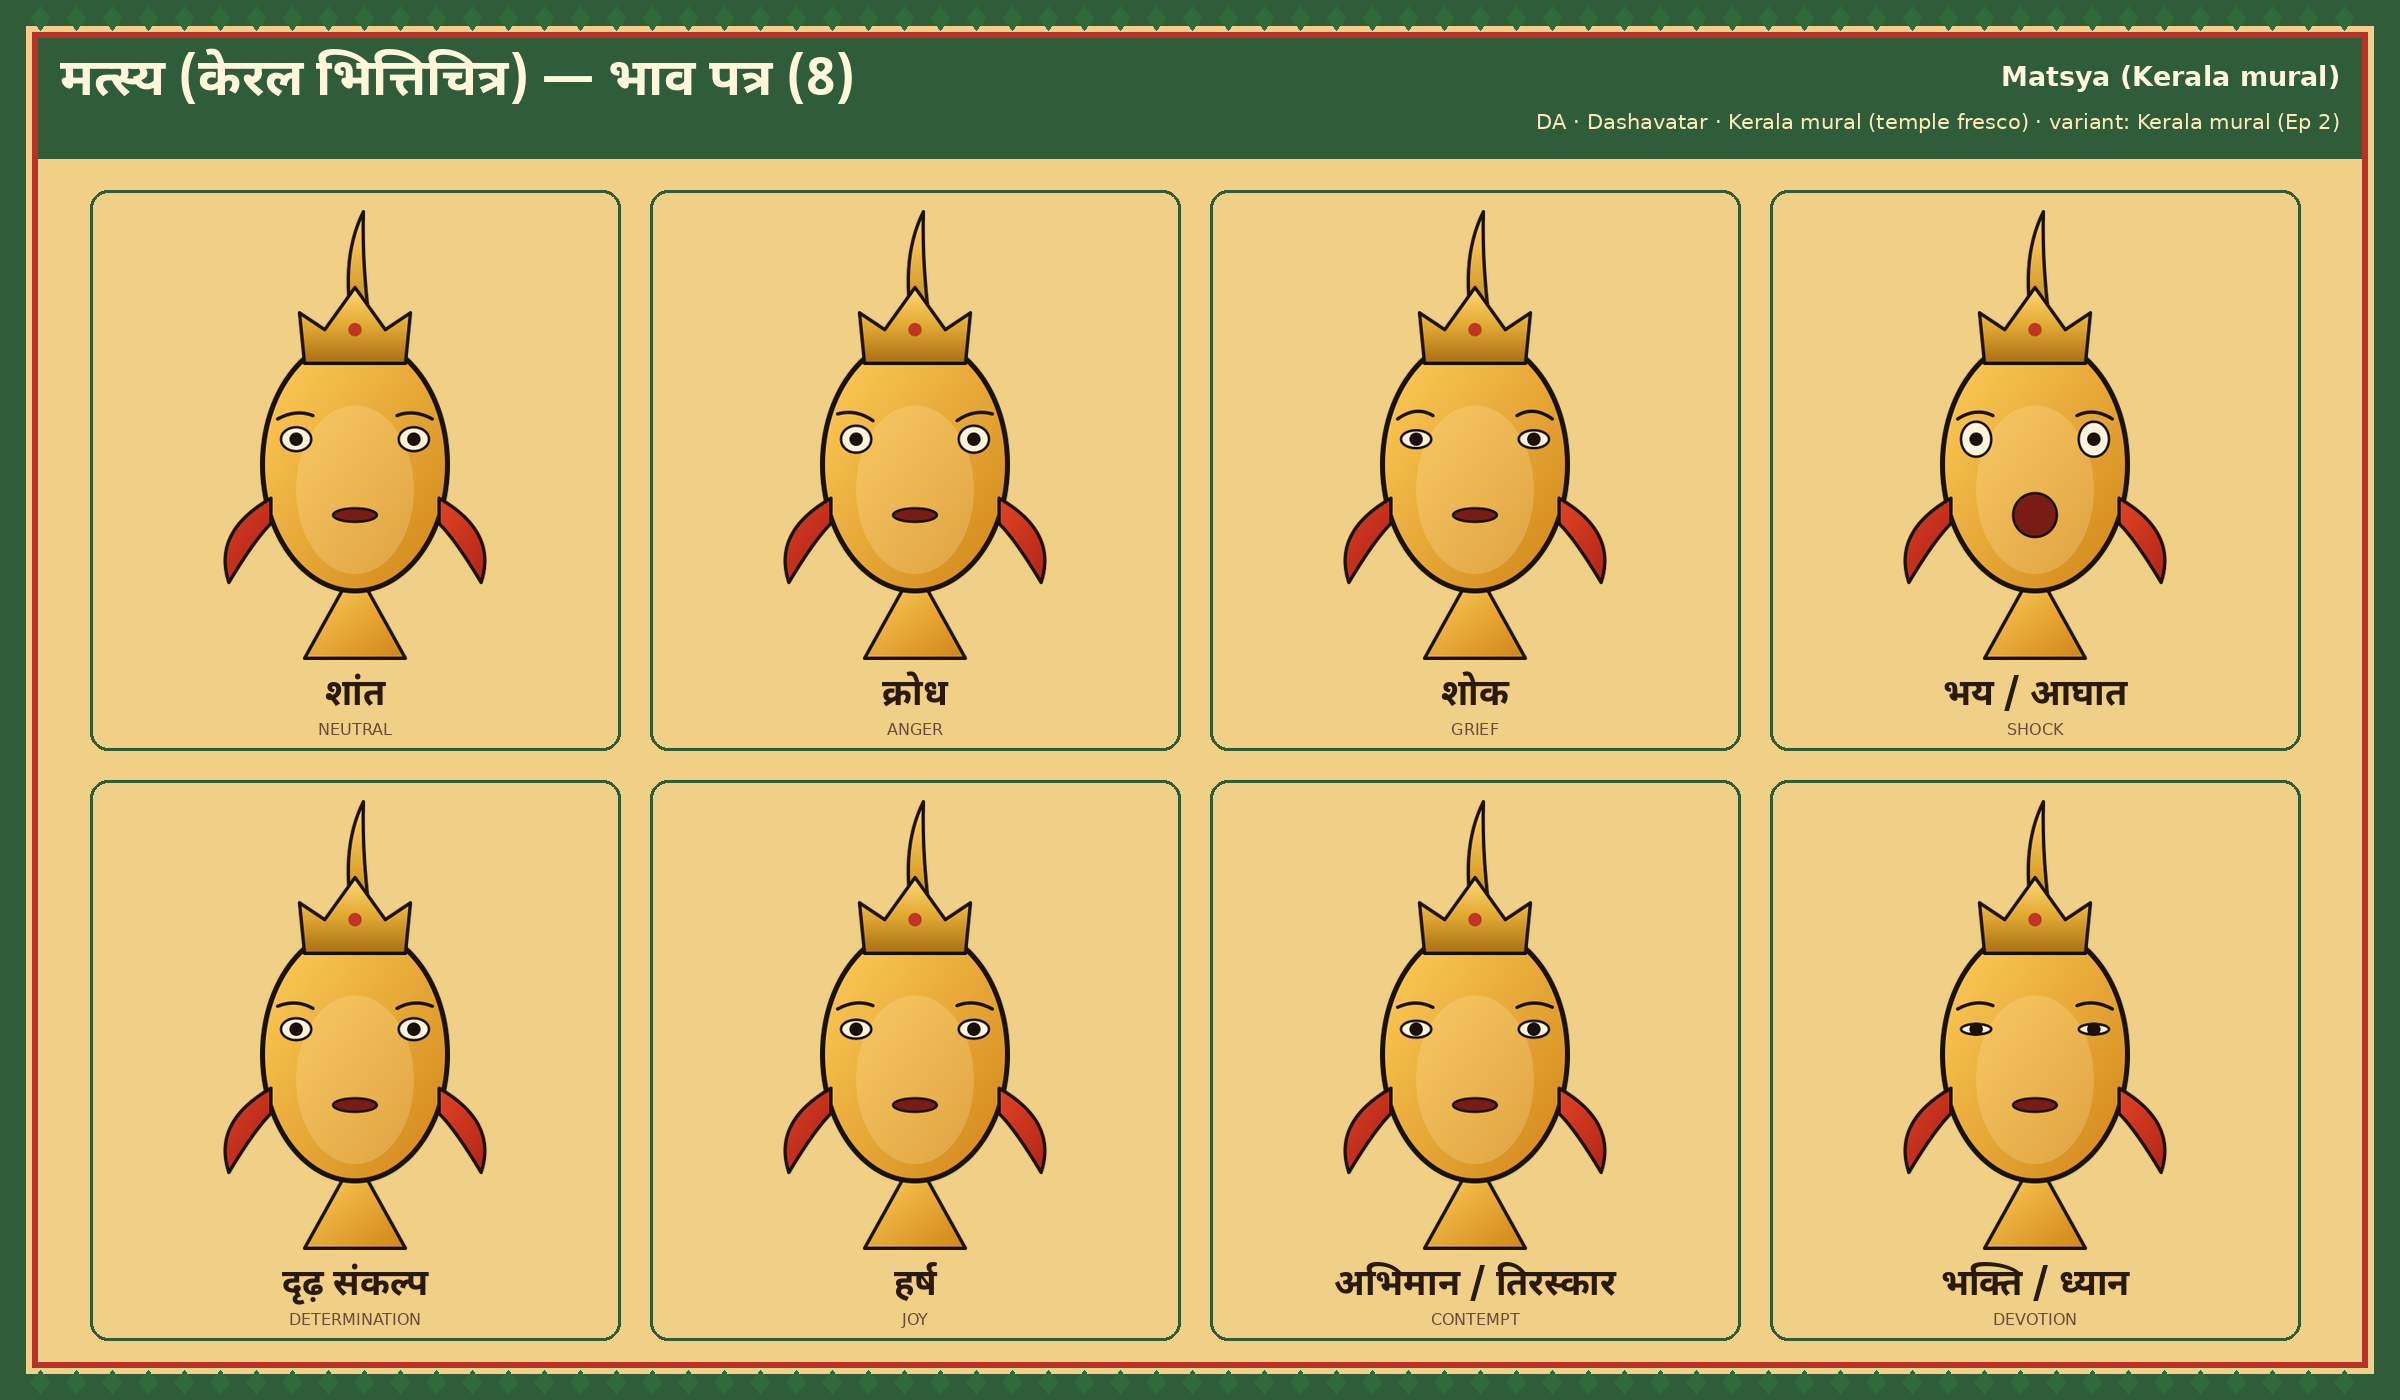 मत्स्य (केरल भित्तिचित्र) — भाव पत्र (8)
Matsya (Kerala mural)
DA · Dashavatar · Kerala mural (temple fresco) · variant: Kerala mural (Ep 2)
शांत
NEUTRAL
क्रोध
ANGER
शोक
GRIEF
भय / आघात
SHOCK
दृढ़ संकल्प
DETERMINATION
हर्ष
JOY
अभिमान / तिरस्कार
CONTEMPT
भक्ति / ध्यान
DEVOTION